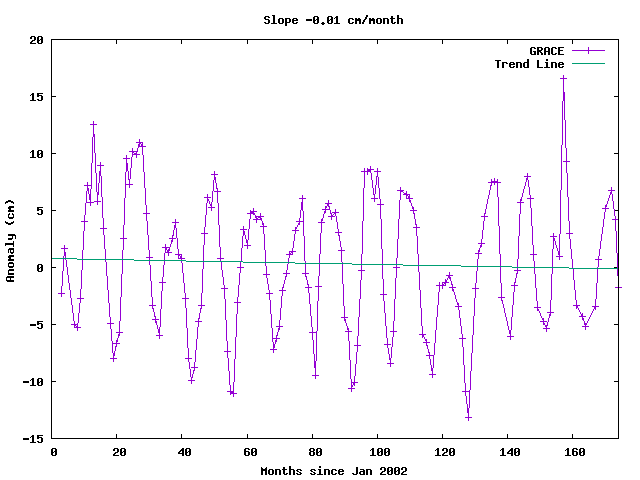 Slope -0.01 cm/month
GRACE
Trend Line
20
15
10
5
0
-5
-10
-15
Anomaly (cm)
0 20 40 60 80 100 120 140 160
Months since Jan 2002